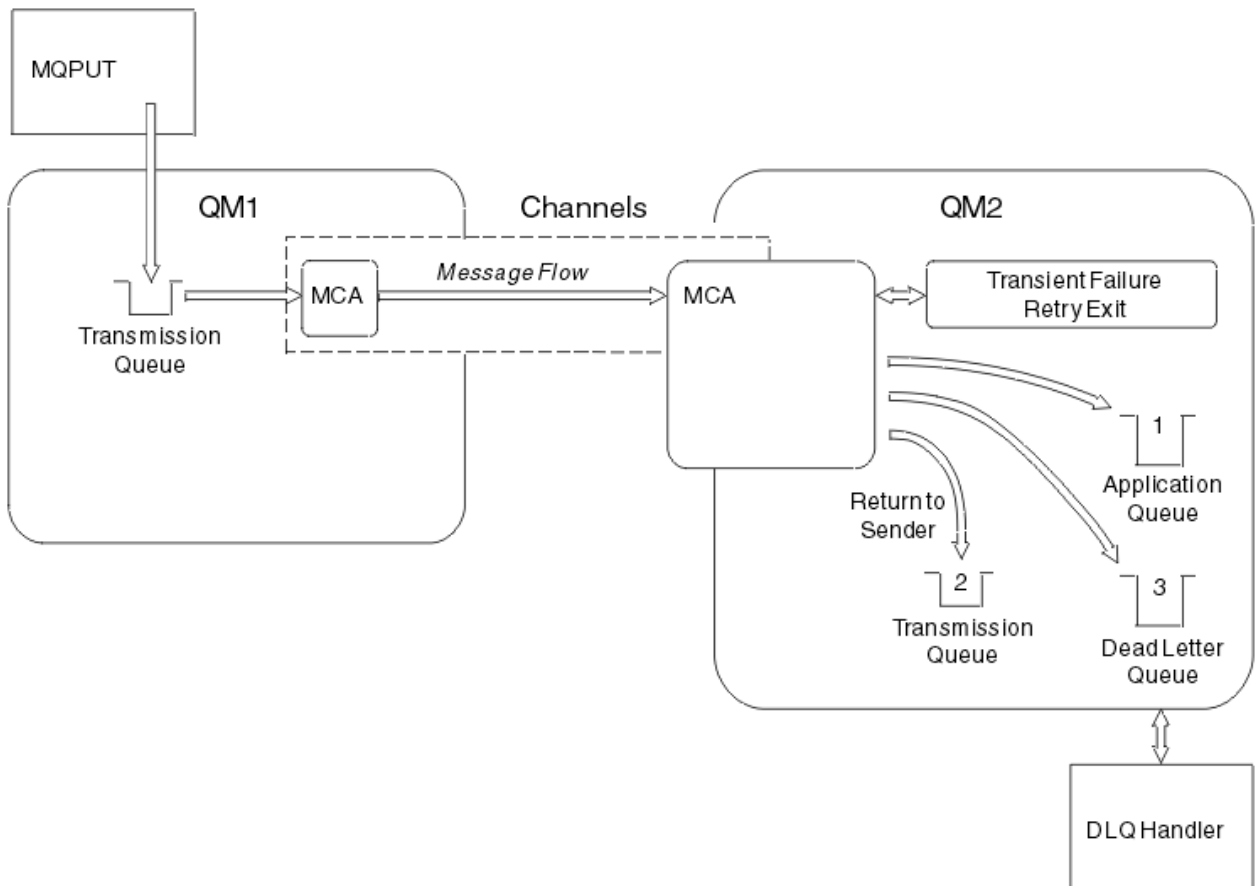 MQPUT
QM1
Channels
QM2
Message Flow
MCA
MCA
Transient Failure
Retry Exit
Transmission
Queue
1
Application
Queue
Return to
Sender
2
Transmission
Queue
3
Dead Letter
Queue
DLQ Handler